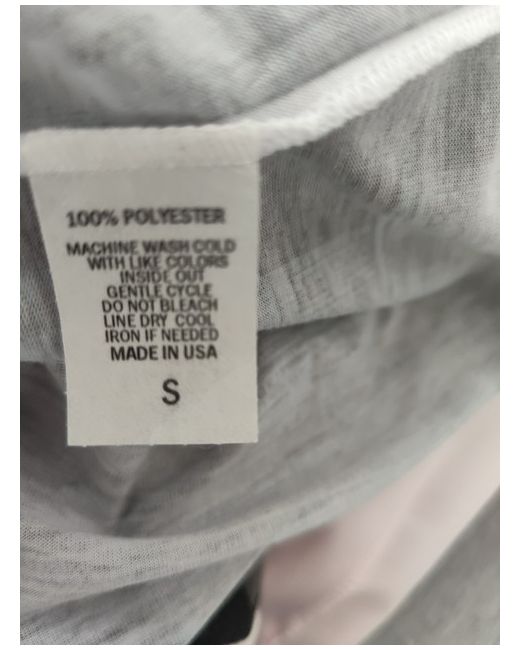 100% POLYESTER
MACHINE WASH COLD
WITH LIKE COLORS
INSIDE OUT
GENTLE CYCLE
DO NOT BLEACH
LINE DRY COOL
IRON IF NEEDED
MADE IN USA
S